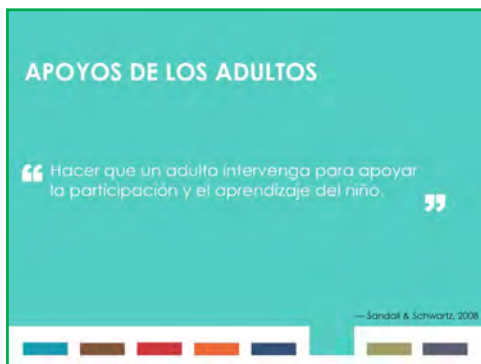 APOYOS DE LOS ADULTOS
“ Hacer que un adulto intervenga para apoyar
la participación y el aprendizaje del niño. ”
— Sandall & Schwartz, 2008